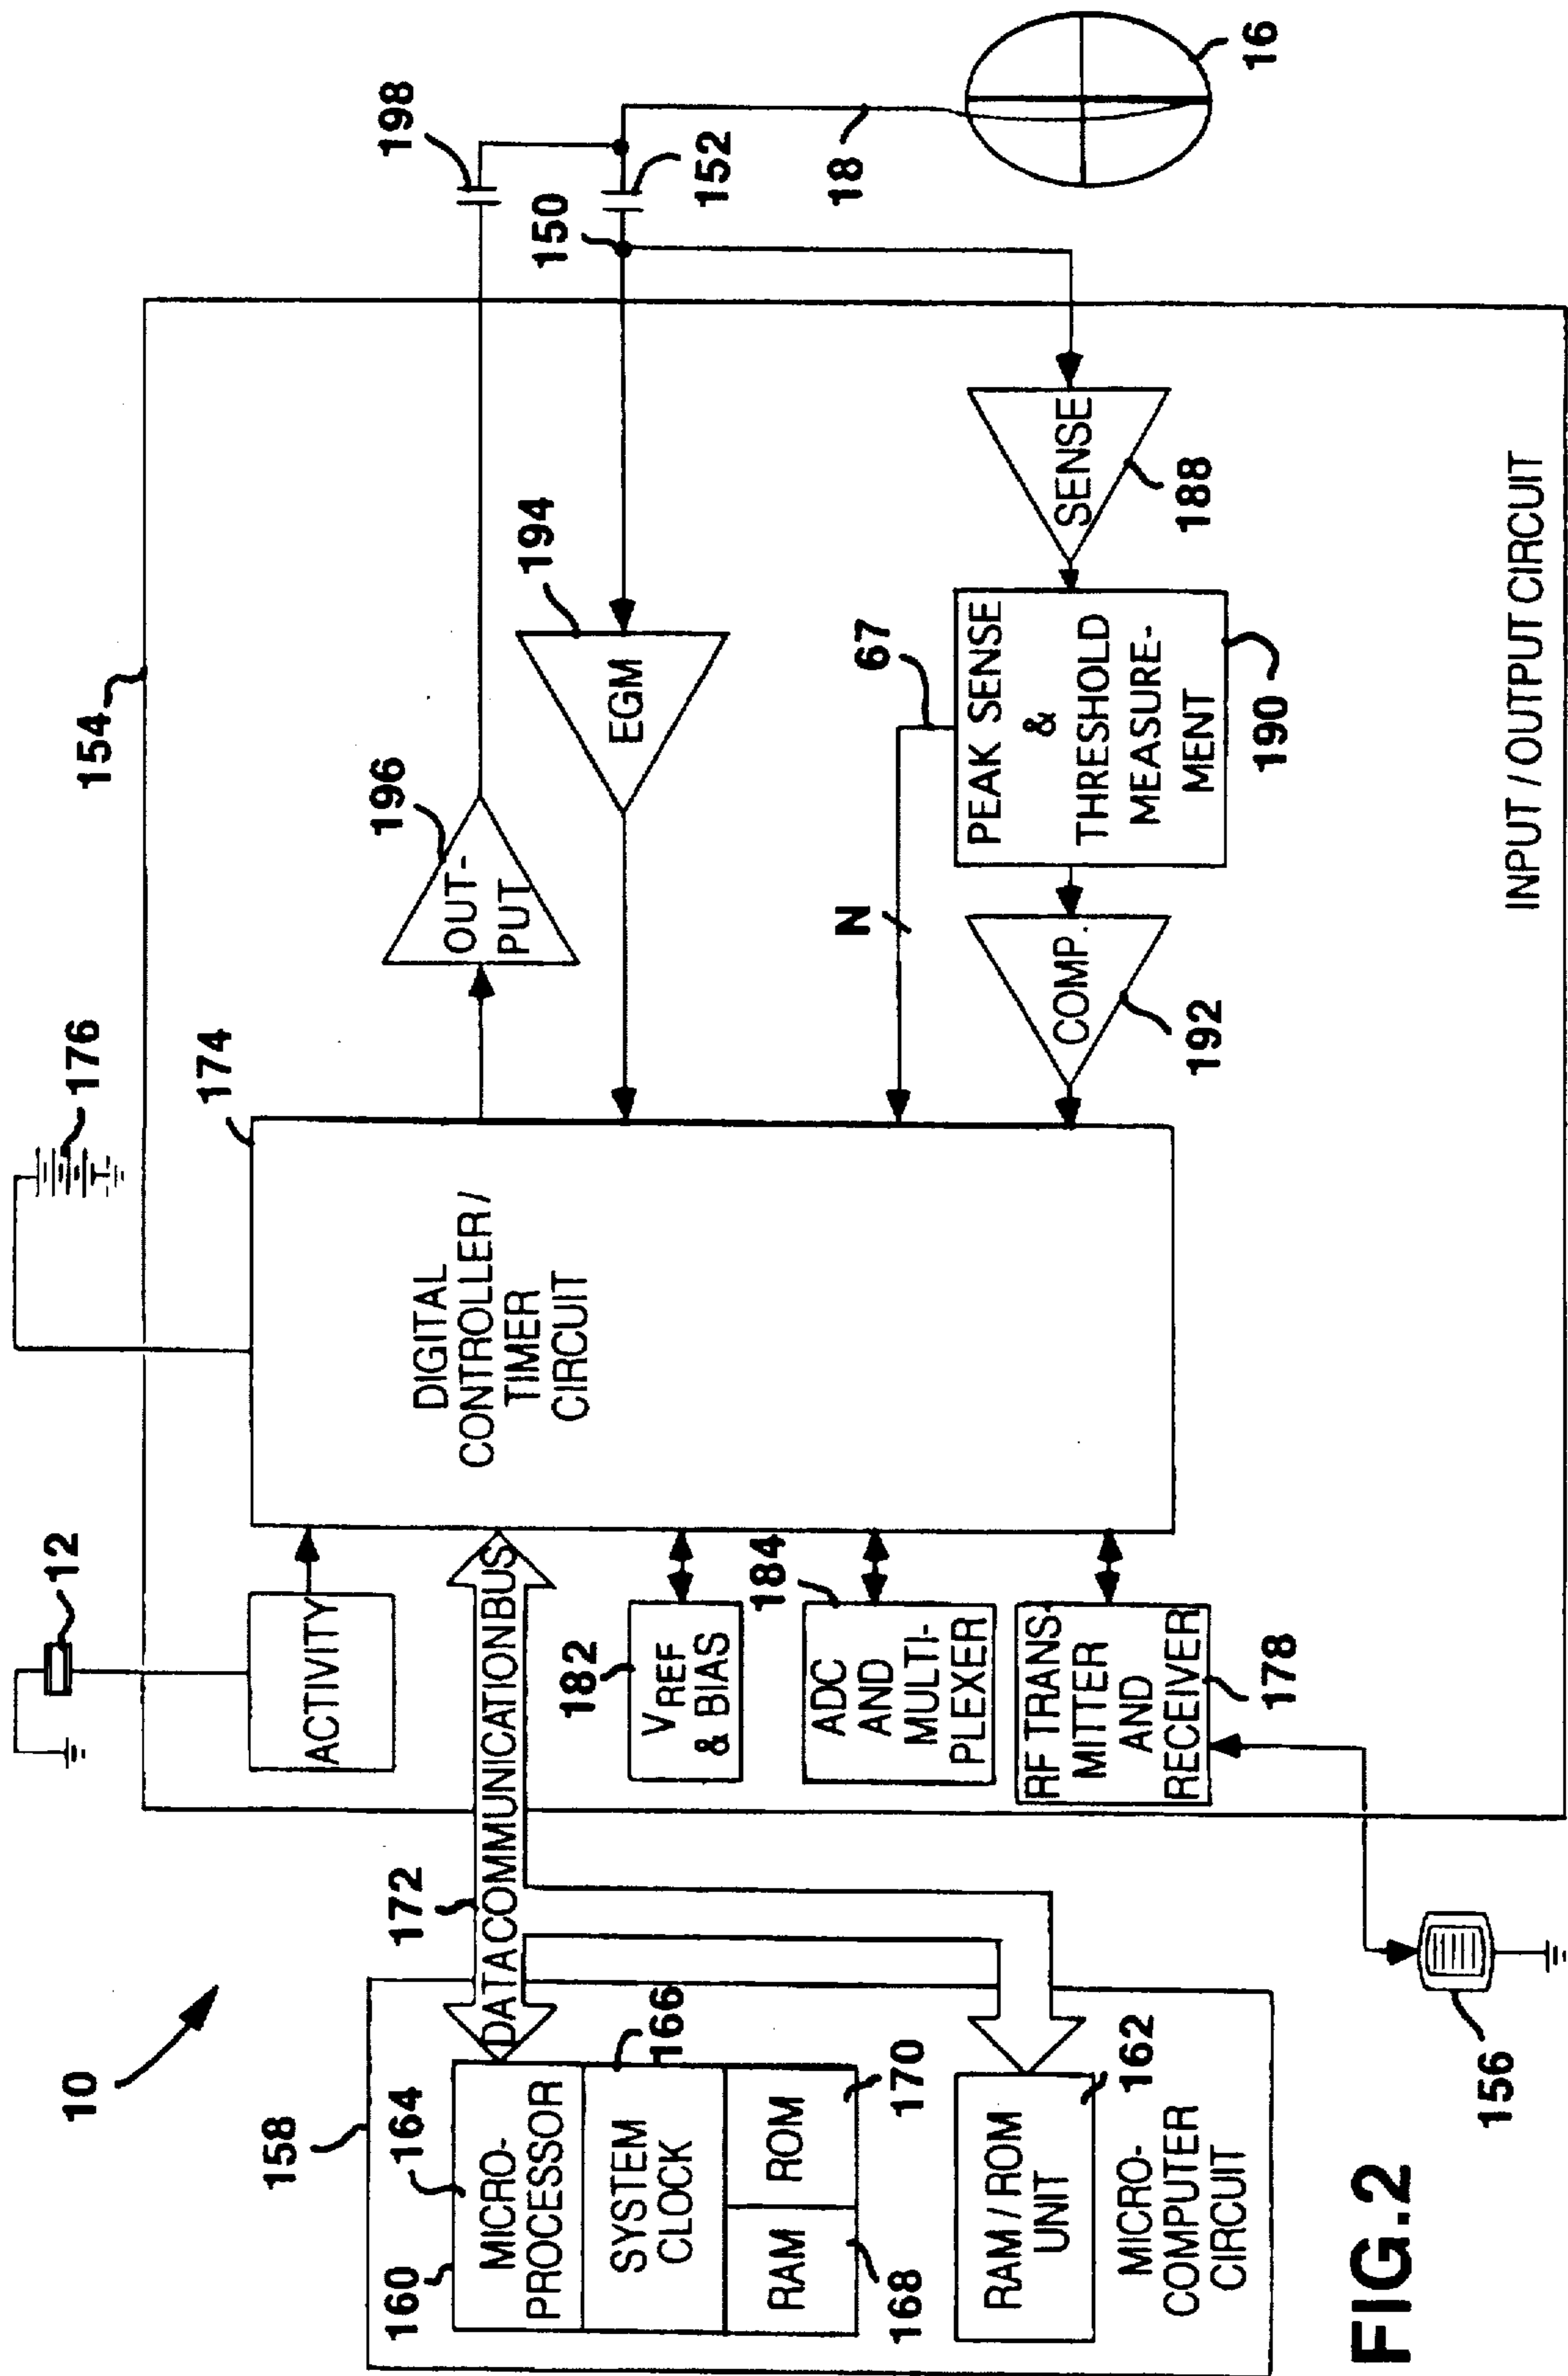 10
158
160
164
MICRO-
PROCESSOR
166
SYSTEM
CLOCK
RAM
ROM
168
170
RAM / ROM
UNIT
162
MICRO-
COMPUTER
CIRCUIT
172
DATA COMMUNICATION BUS
156
12
ACTIVITY
182
VREF
& BIAS
184
ADC
AND
MULTI-
PLEXER
RF TRANS-
MITTER
AND
RECEIVER
178
174
DIGITAL
CONTROLLER /
TIMER
CIRCUIT
176
154
196
OUT-
PUT
194
EGM
N
67
PEAK SENSE
&
THRESHOLD
MEASURE-
MENT
190
COMP.
192
SENSE
188
198
150
152
18
16
INPUT / OUTPUT CIRCUIT
FIG.2